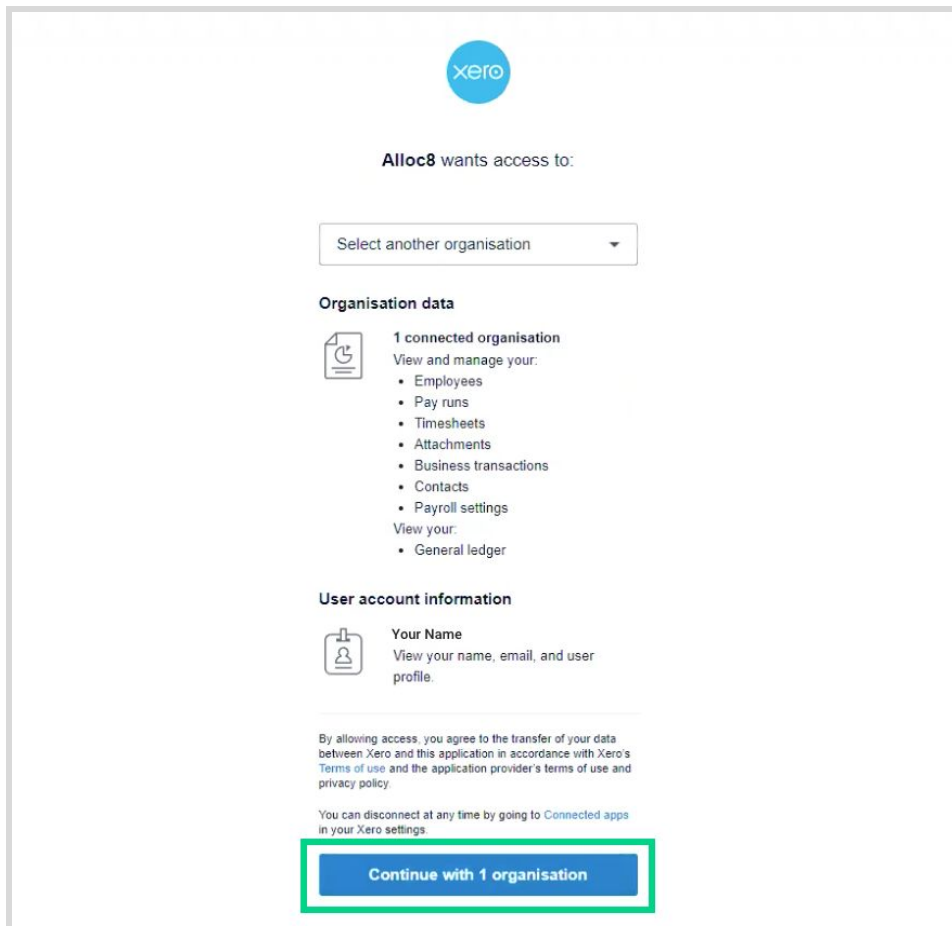 xero
Alloc8 wants access to:
Select another organisation
Organisation data
1 connected organisation
View and manage your:
• Employees
• Pay runs
• Timesheets
• Attachments
• Business transactions
• Contacts
• Payroll settings
View your:
• General ledger
User account information
Your Name
View your name, email, and user
profile.
By allowing access, you agree to the transfer of your data
between Xero and this application in accordance with Xero's
Terms of use and the application provider's terms of use and
privacy policy.
You can disconnect at any time by going to Connected apps
in your Xero settings.
Continue with 1 organisation